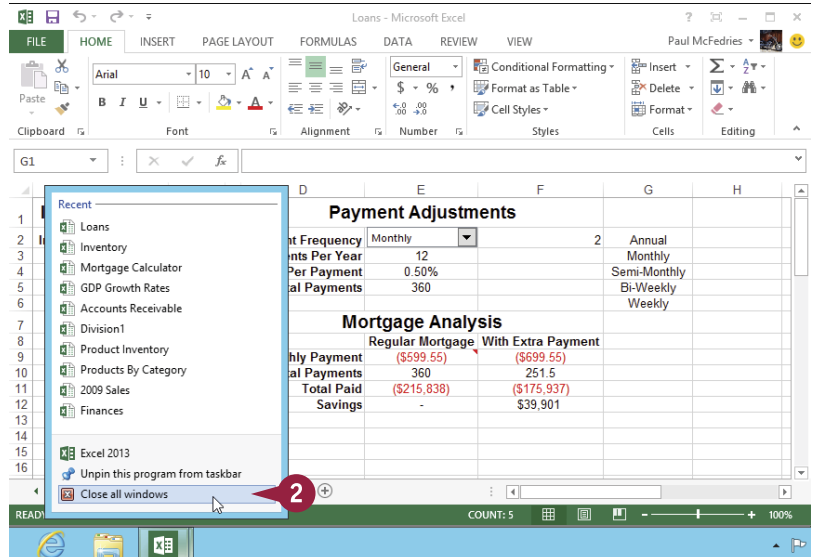 Loans - Microsoft Excel
FILE HOME INSERT PAGE LAYOUT FORMULAS DATA REVIEW VIEW Paul McFedries
Paste
Arial 10
B I U A
General
$ % ,
Conditional Formatting
Format as Table
Cell Styles
Insert
Delete
Format
Clipboard Font Alignment Number Styles Cells Editing
G1 fx
D E F G H
1 Payment Adjustments
2 nt Frequency Monthly 2 Annual
3 ents Per Year 12 Monthly
4 Per Payment 0.50% Semi-Monthly
5 tal Payments 360 Bi-Weekly
6 Weekly
7 Mortgage Analysis
8 Regular Mortgage With Extra Payment
9 hly Payment ($599.55) ($699.55)
10 tal Payments 360 251.5
11 Total Paid ($215,838) ($175,937)
12 Savings - $39,901
13
14
15
16
Recent
Loans
Inventory
Mortgage Calculator
GDP Growth Rates
Accounts Receivable
Division1
Product Inventory
Products By Category
2009 Sales
Finances
Excel 2013
Unpin this program from taskbar
Close all windows
2
READY COUNT: 5 100%